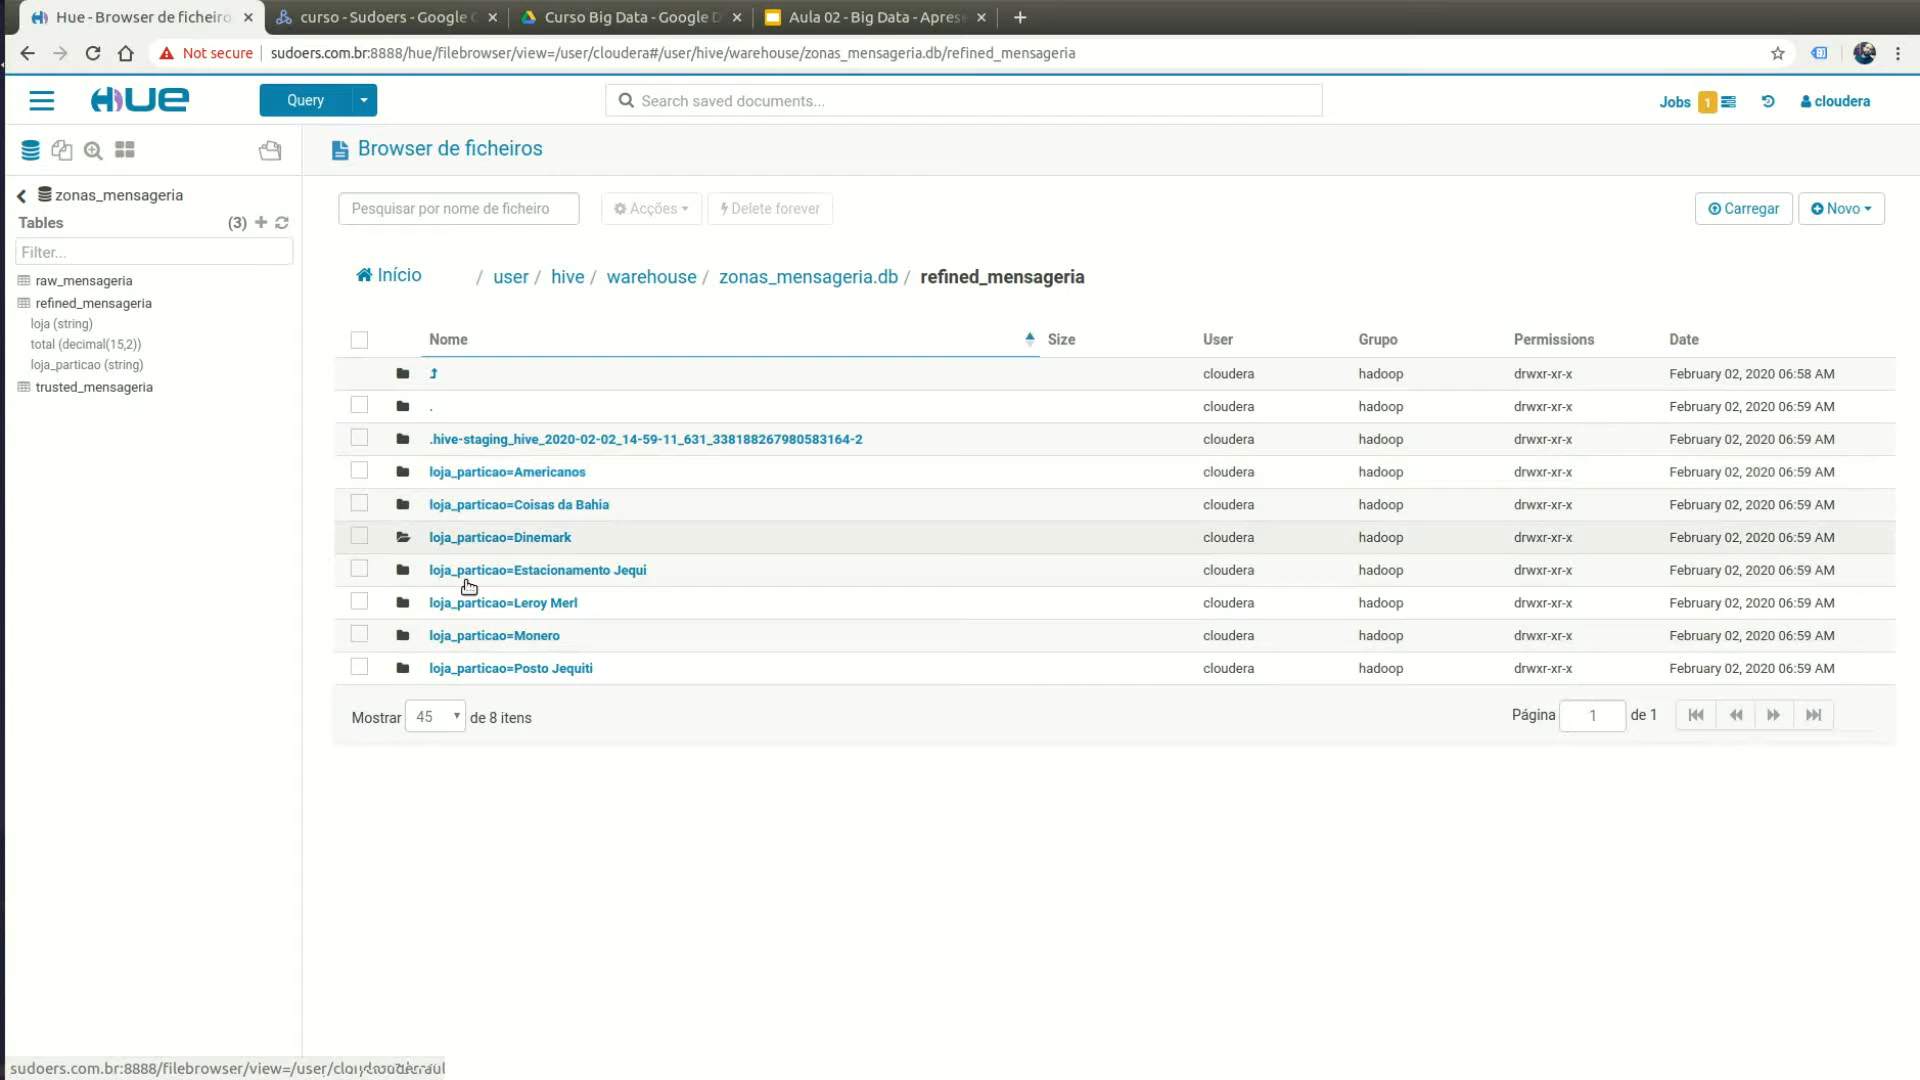 Hue - Browser de ficheiro
curso - Sudoers - Google C
Curso Big Data - Google D
Aula 02 - Big Data - Apres
Not secure
sudoers.com.br:8888/hue/filebrowser/view=/user/cloudera#/user/hive/warehouse/zonas_mensageria.db/refined_mensageria
HUE
Query
Search saved documents...
Jobs 1
cloudera
Browser de ficheiros
zonas_mensageria
Tables (3)
Filter...
raw_mensageria
refined_mensageria
loja (string)
total (decimal(15,2))
loja_particao (string)
trusted_mensageria
Pesquisar por nome de ficheiro
Acções
Delete forever
Carregar
Novo
Início / user / hive / warehouse / zonas_mensageria.db / refined_mensageria
Nome Size User Grupo Permissions Date
cloudera hadoop drwxr-xr-x February 02, 2020 06:58 AM
. cloudera hadoop drwxr-xr-x February 02, 2020 06:59 AM
.hive-staging_hive_2020-02-02_14-59-11_631_338188267980583164-2 cloudera hadoop drwxr-xr-x February 02, 2020 06:59 AM
loja_particao=Americanos cloudera hadoop drwxr-xr-x February 02, 2020 06:59 AM
loja_particao=Coisas da Bahia cloudera hadoop drwxr-xr-x February 02, 2020 06:59 AM
loja_particao=Dinemark cloudera hadoop drwxr-xr-x February 02, 2020 06:59 AM
loja_particao=Estacionamento Jequi cloudera hadoop drwxr-xr-x February 02, 2020 06:59 AM
loja_particao=Leroy Merl cloudera hadoop drwxr-xr-x February 02, 2020 06:59 AM
loja_particao=Monero cloudera hadoop drwxr-xr-x February 02, 2020 06:59 AM
loja_particao=Posto Jequiti cloudera hadoop drwxr-xr-x February 02, 2020 06:59 AM
Mostrar 45 de 8 itens
Página 1 de 1
sudoers.com.br:8888/filebrowser/view=/user/